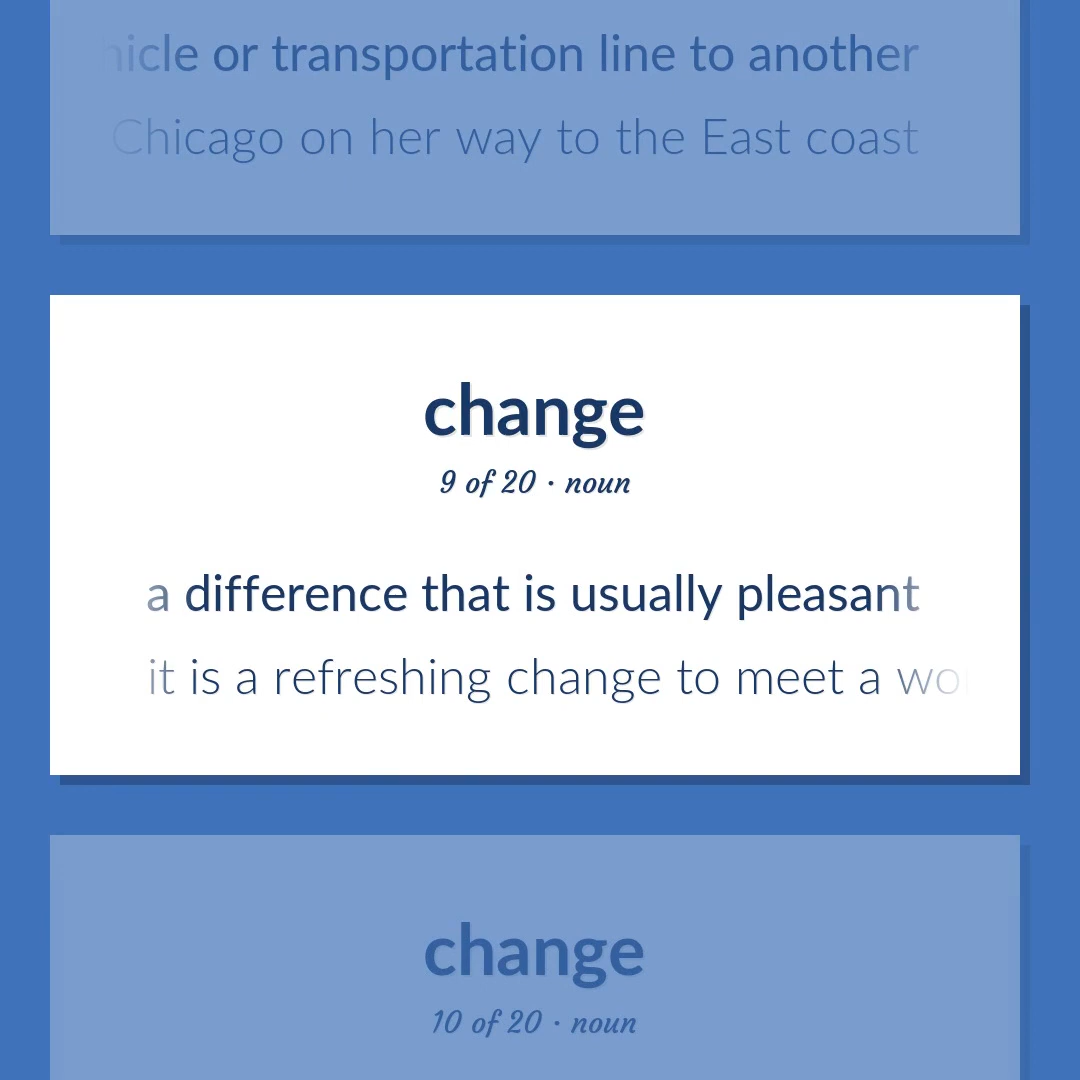 or transportation line to another
Chicago on her way to the East coast
change
9 of 20 · noun
a difference that is usually pleasant
it is a refreshing change to meet a
change
10 of 20 · noun